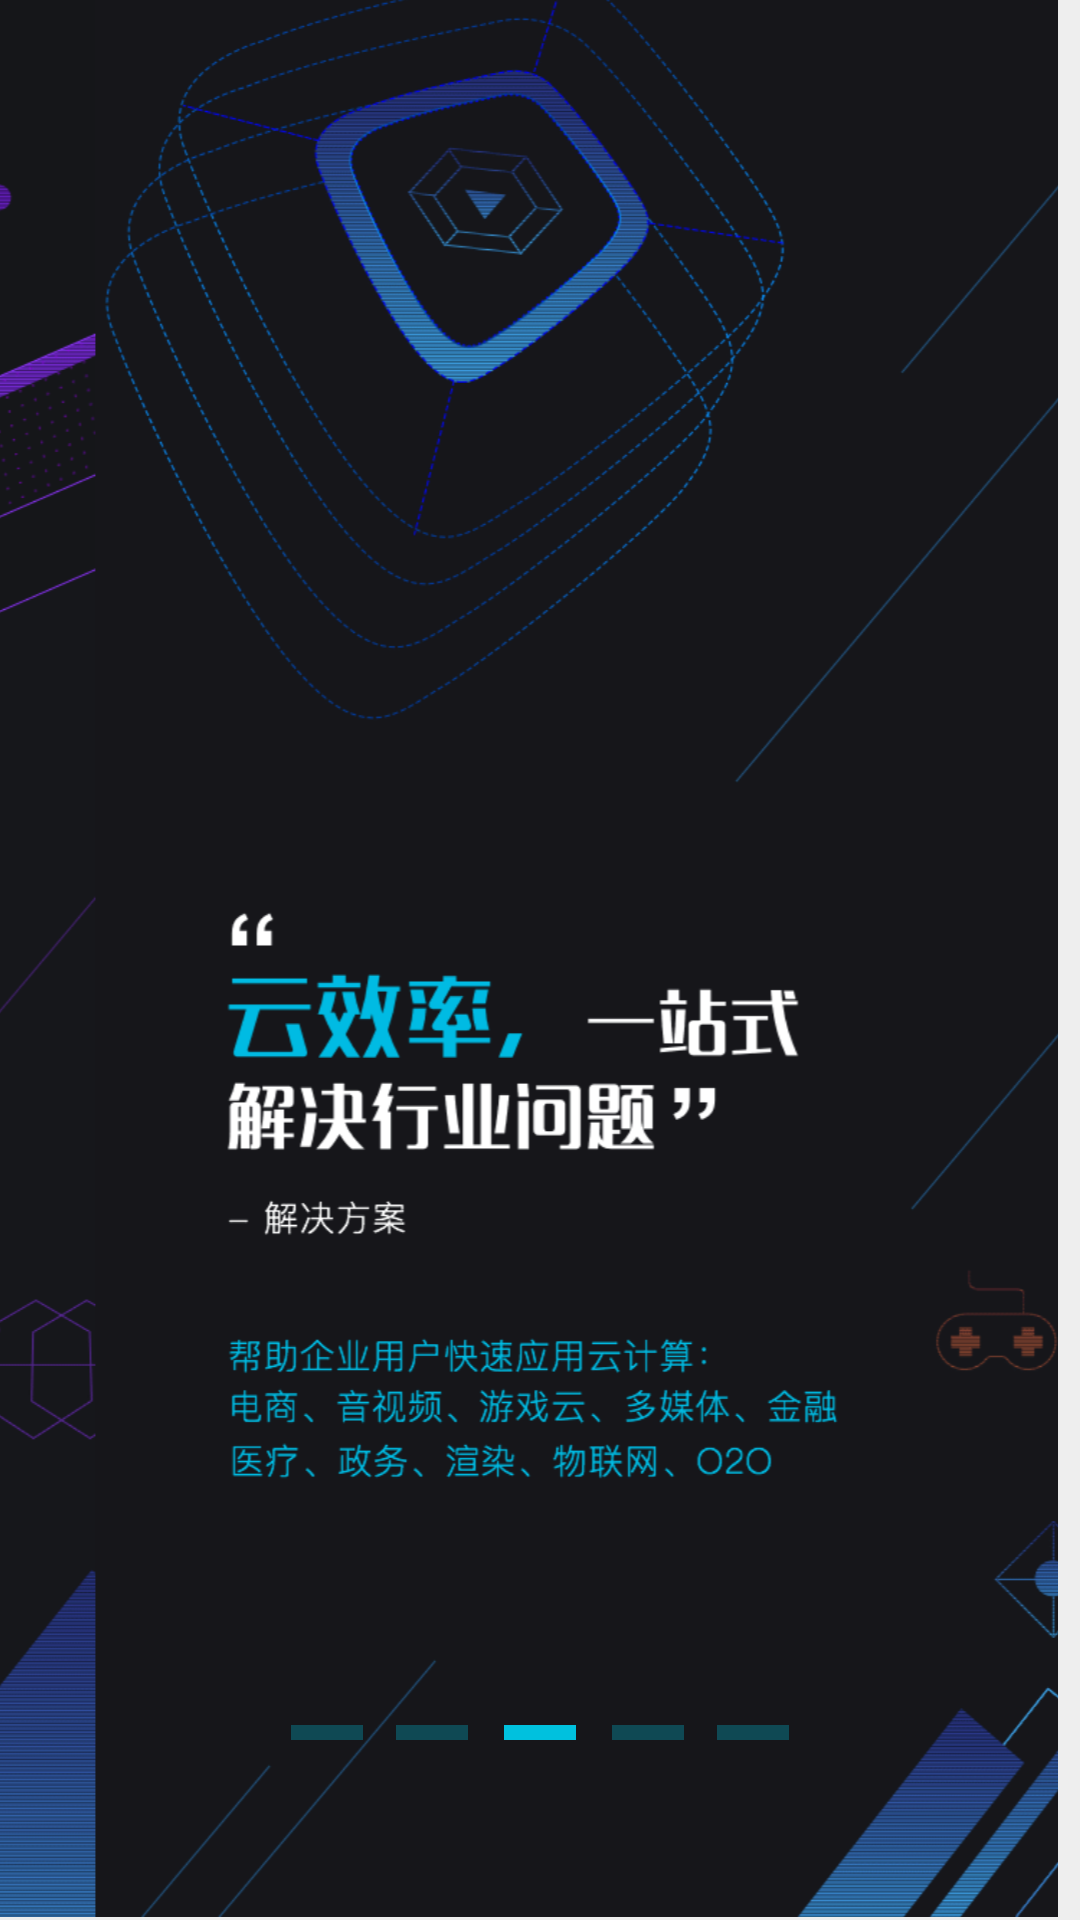 “
云效率，一站式
解决行业问题”
– 解决方案
帮助企业用户快速应用云计算：
电商、音视频、游戏云、多媒体、金融
医疗、政务、渲染、物联网、O2O